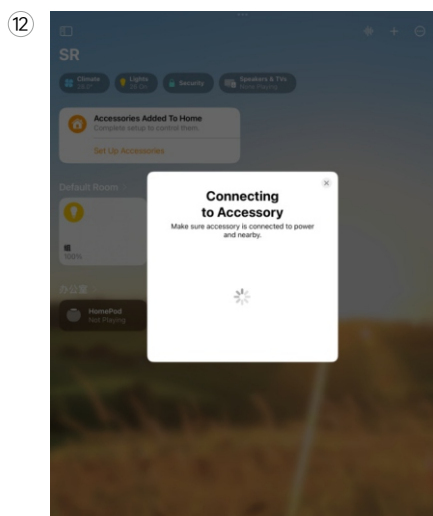 ⑫
SR
Climate
Lights
Security
Speakers & TVs
None Playing
Accessories Added To Home
Complete setup to control them.
Set Up Accessories
Default Room
100%
Connecting
to Accessory
Make sure accessory is connected to power
and nearby.
办公室
HomePod
Not Playing